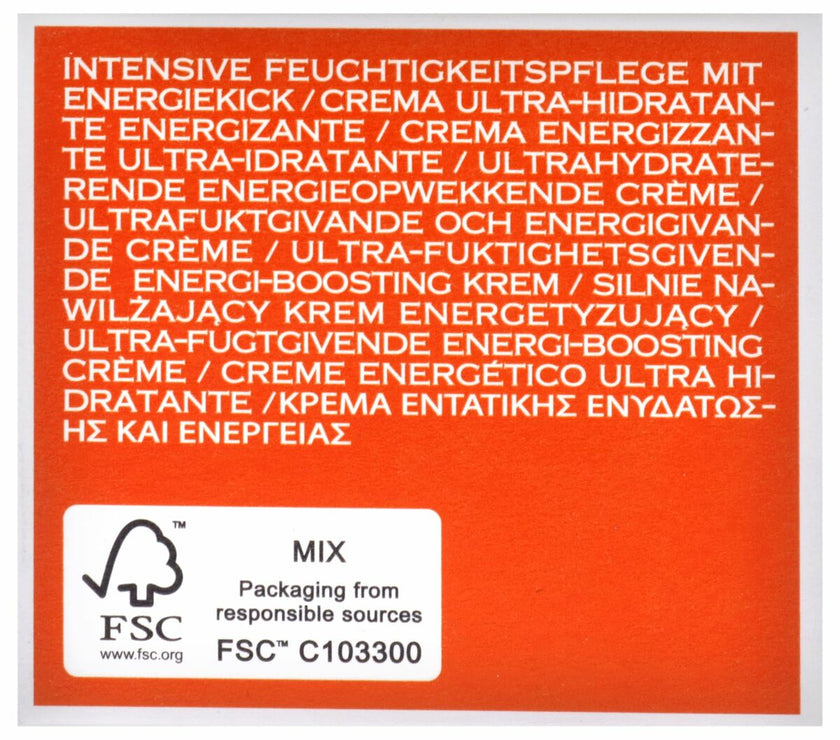 INTENSIVE FEUCHTIGKEITSPFLEGE MIT
ENERGIEKICK / CREMA ULTRA-HIDRATAN-
TE ENERGIZANTE / CREMA ENERGIZZAN-
TE ULTRA-IDRATANTE / ULTRAHYDRATE-
RENDE ENERGIEOPWEKKENDE CRÈME /
ULTRAFUKTGIVANDE OCH ENERGIGIVAN-
DE CRÈME / ULTRA-FUKTIGHETSGIVEN-
DE ENERGI-BOOSTING KREM / SILNIE NA-
WILŻAJĄCY KREM ENERGETYZUJĄCY /
ULTRA-FUGTGIVENDE ENERGI-BOOSTING
CRÈME / CREME ENERGÉTICO ULTRA HI-
DRATANTE /ΚΡΕΜΑ ΕΝΤΑΤΙΚΗΣ ΕΝΥΔΑΤΩΣ-
ΗΣ ΚΑΙ ΕΝΕΡΓΕΙΑΣ
TM
FSC
www.fsc.org
MIX
Packaging from
responsible sources
FSC™ C103300